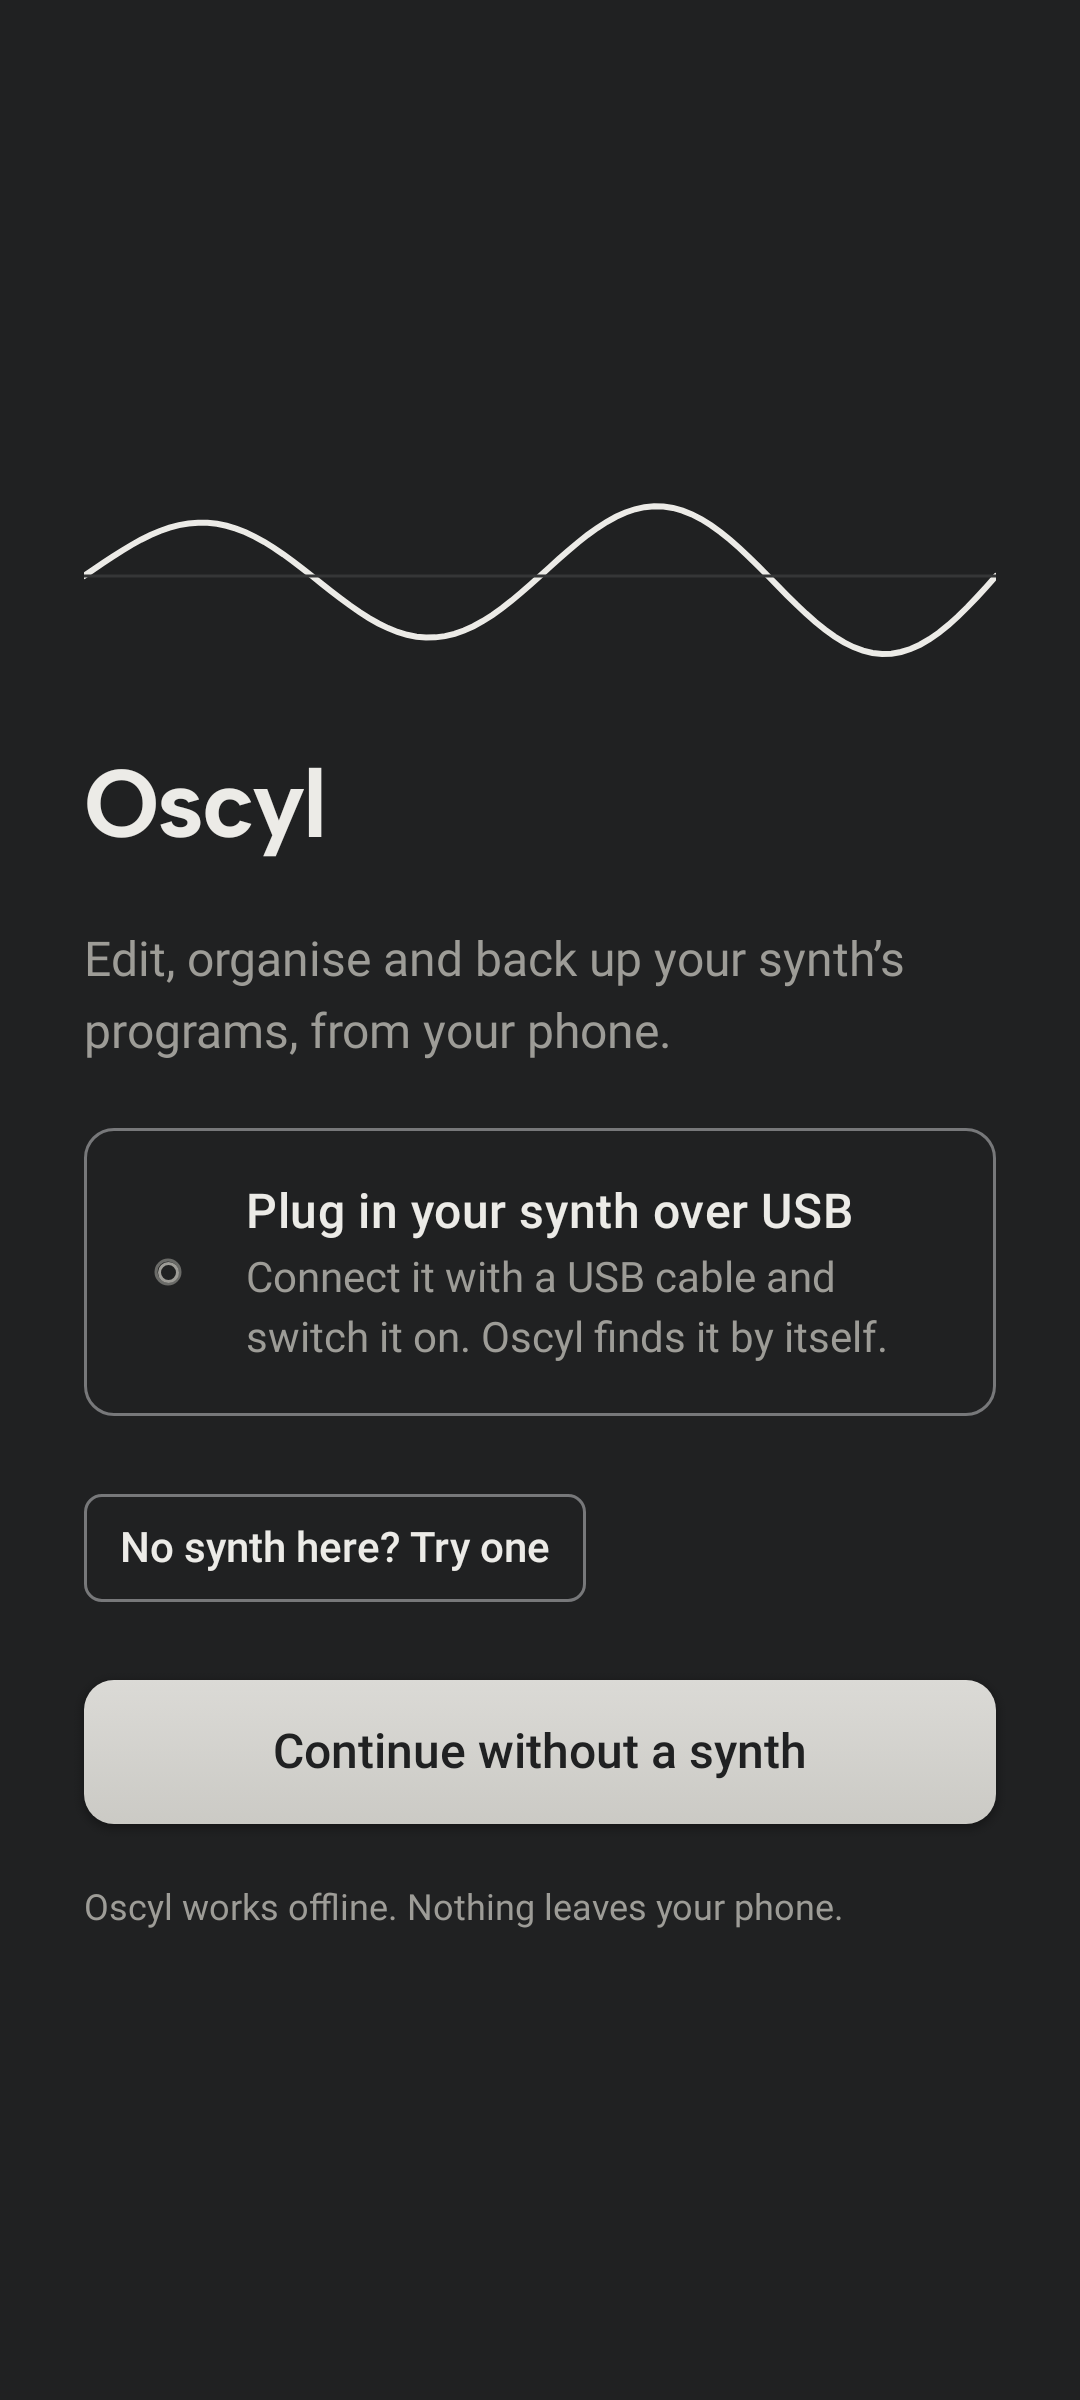 Oscyl
Edit, organise and back up your synth’s
programs, from your phone.
Plug in your synth over USB
Connect it with a USB cable and
switch it on. Oscyl finds it by itself.
No synth here? Try one
Continue without a synth
Oscyl works offline. Nothing leaves your phone.